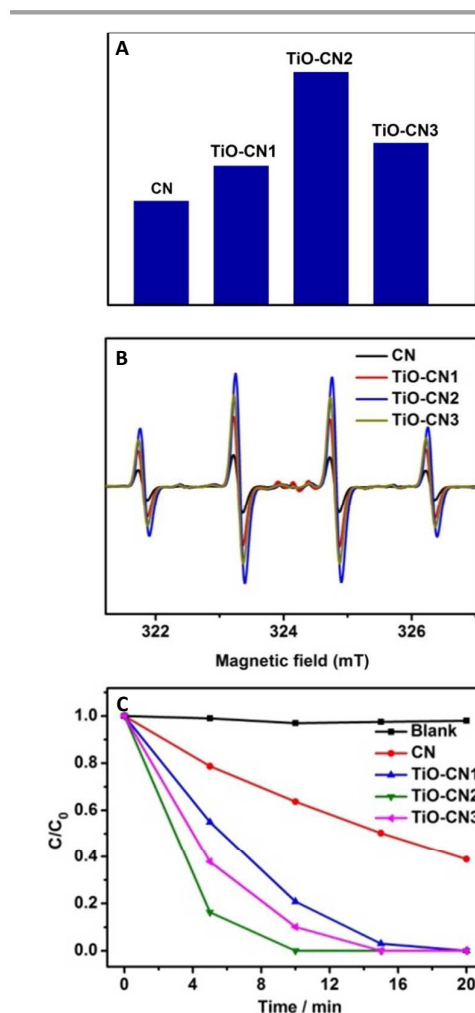 A
TiO-CN2
TiO-CN3
TiO-CN1
CN
B
CN
TiO-CN1
TiO-CN2
TiO-CN3
322 324 326
Magnetic field (mT)
C
1.0
0.8
0.6
0.4
0.2
0.0
C/C0
Blank
CN
TiO-CN1
TiO-CN2
TiO-CN3
0 4 8 12 16 20
Time / min